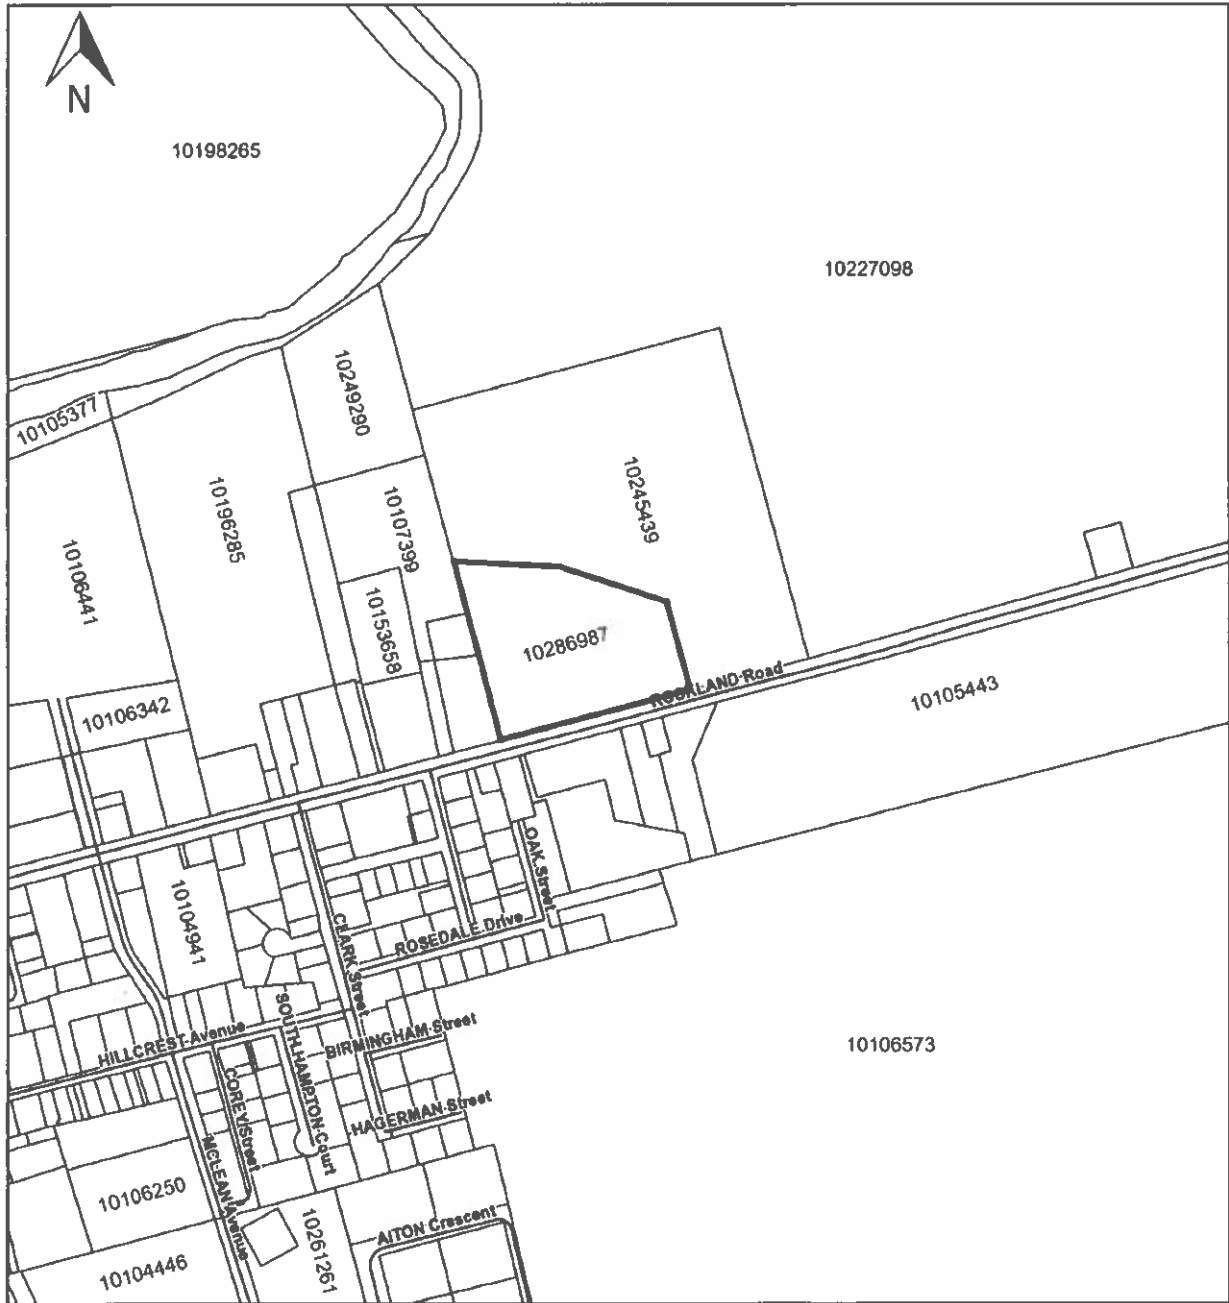 N
10198265
10227098
10249290
10105377
10245439
10196285
10107399
10106441
10153658
10286987
ROCKLAND Road
10105443
10106342
OAK Street
10104941
CLARK Street
ROSEDALE Drive
SOUTHHAMPTON Court
HILLCREST Avenue
BIRMINGHAM Street
10106573
COREY Street
HAGERMAN Street
MCLEAN Avenue
10106250
AITON Crescent
10261261
10104446